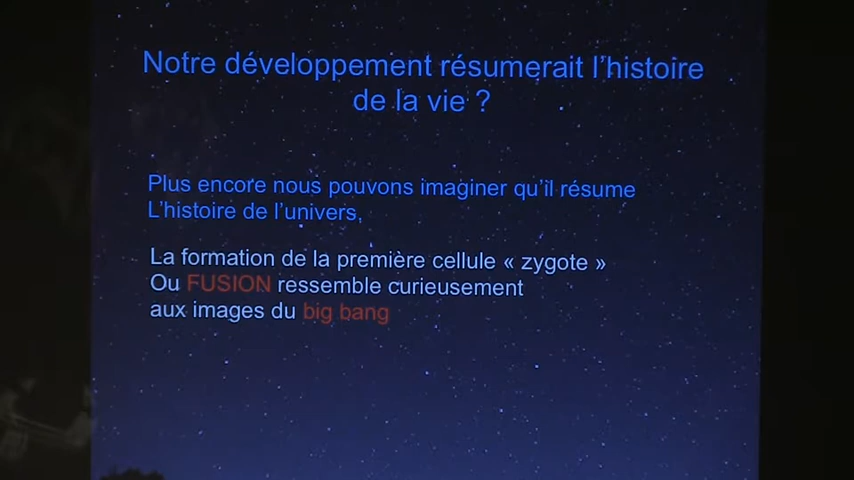 Notre développement résumerait l'histoire
de la vie ?
Plus encore nous pouvons imaginer qu'il résume
L'histoire de l'univers,
La formation de la première cellule « zygote »
Ou FUSION ressemble curieusement
aux images du big bang